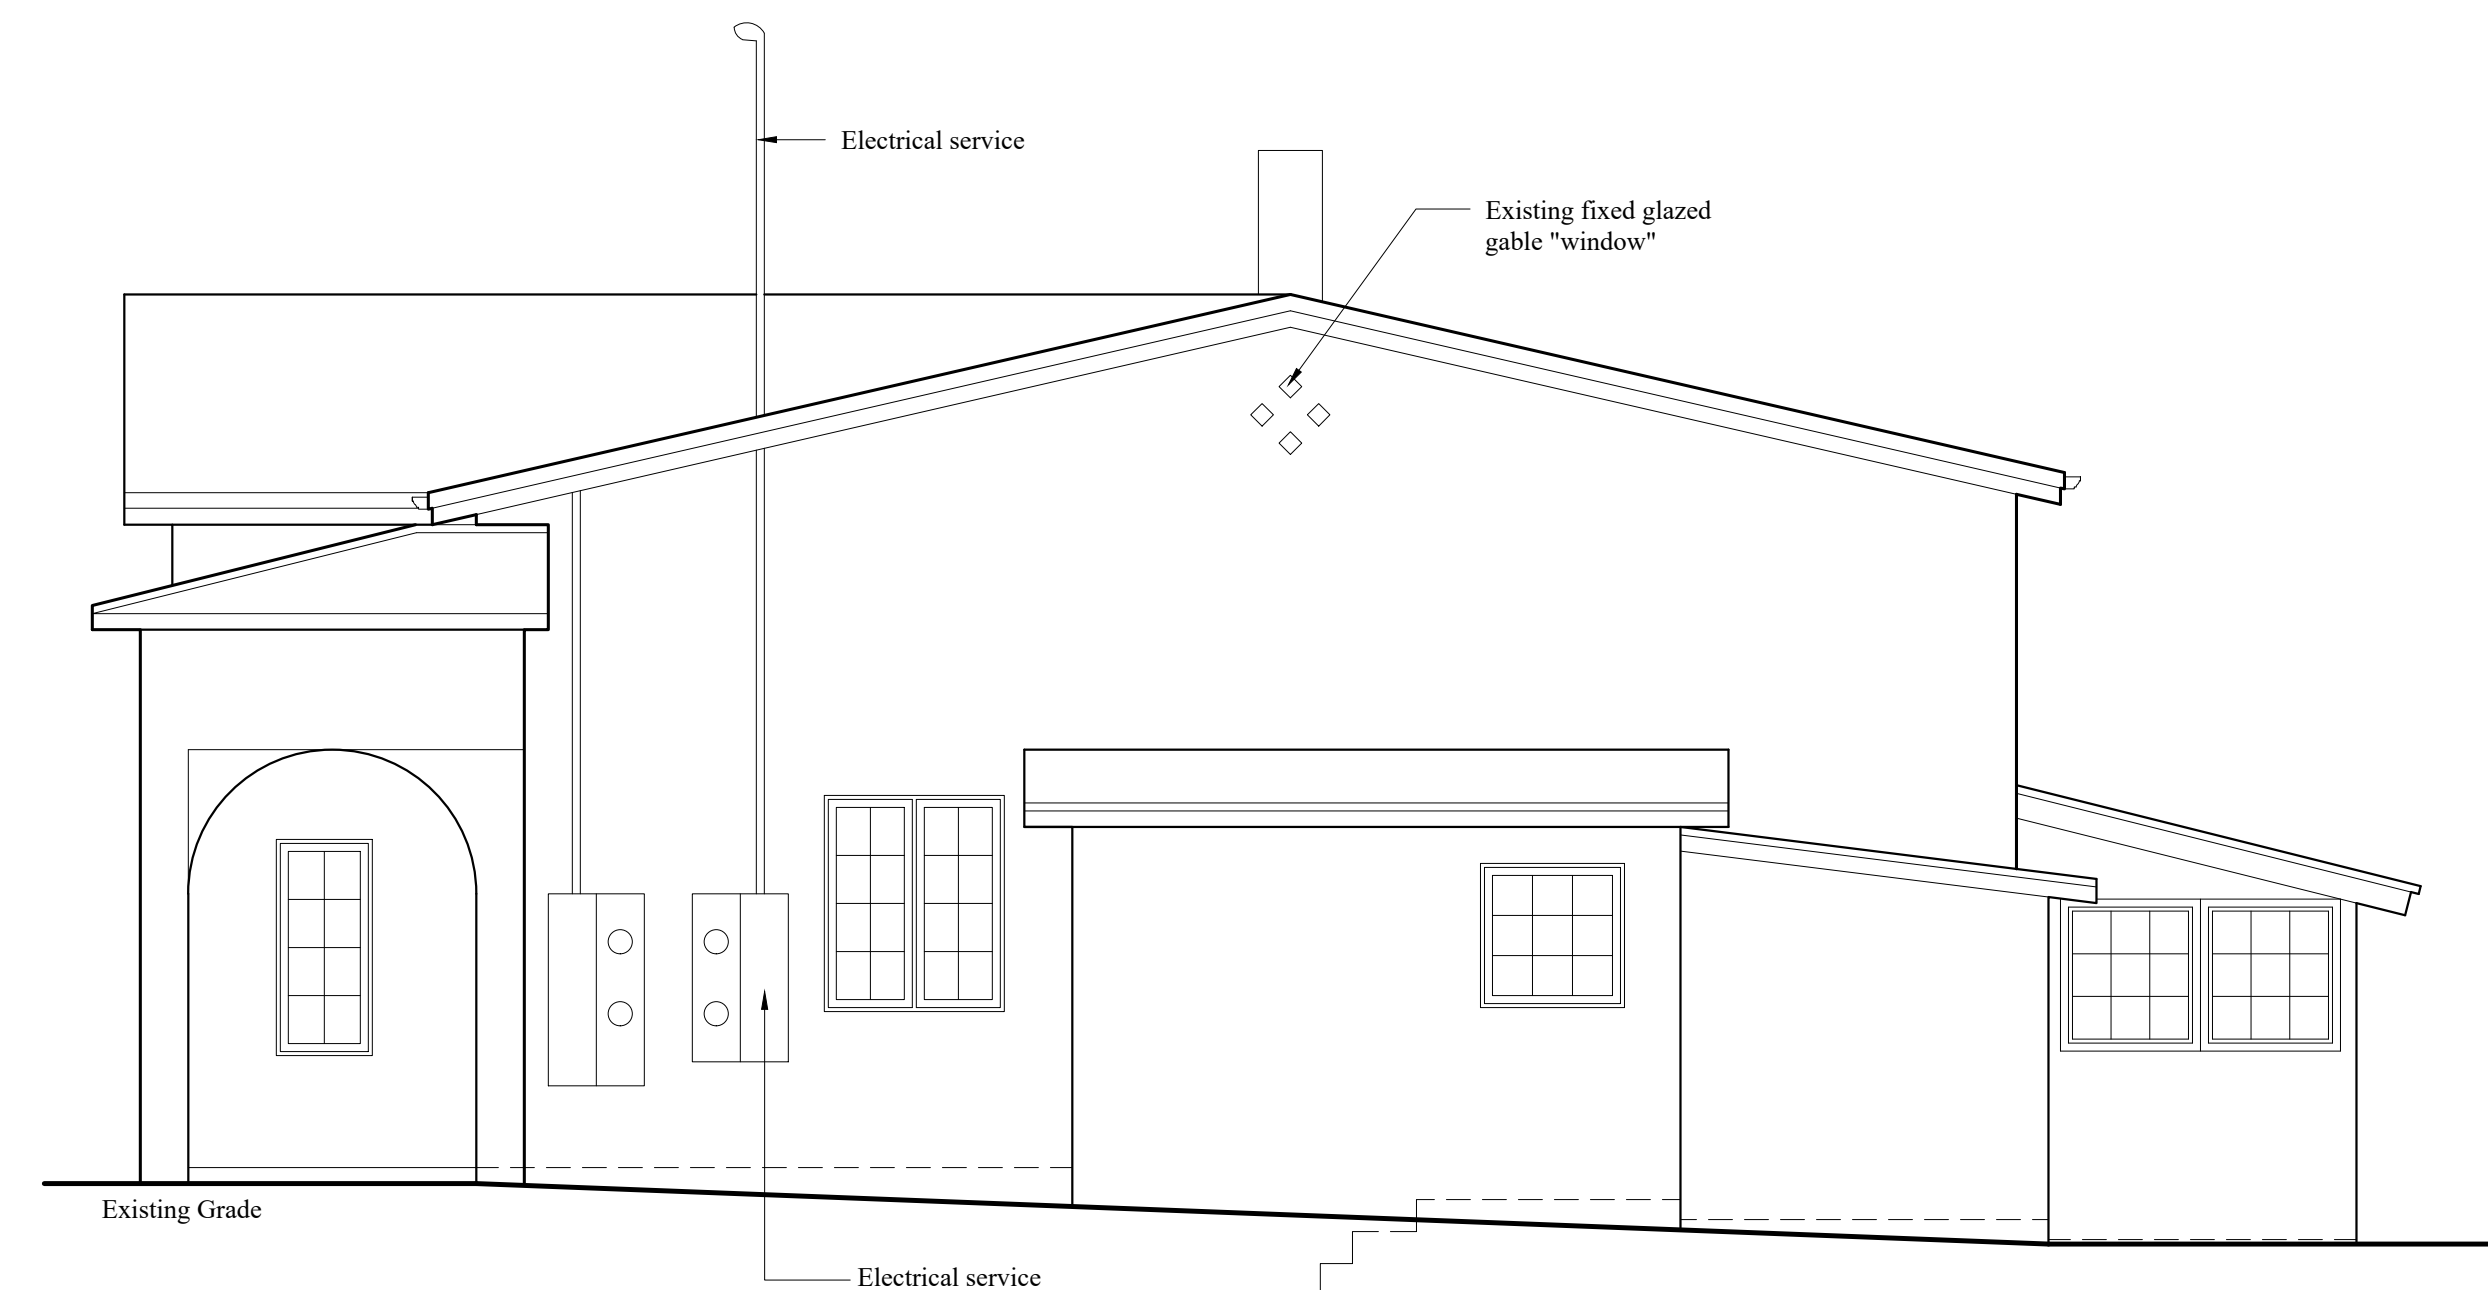 Electrical service
Existing fixed glazed
gable "window"
Existing Grade
Electrical service